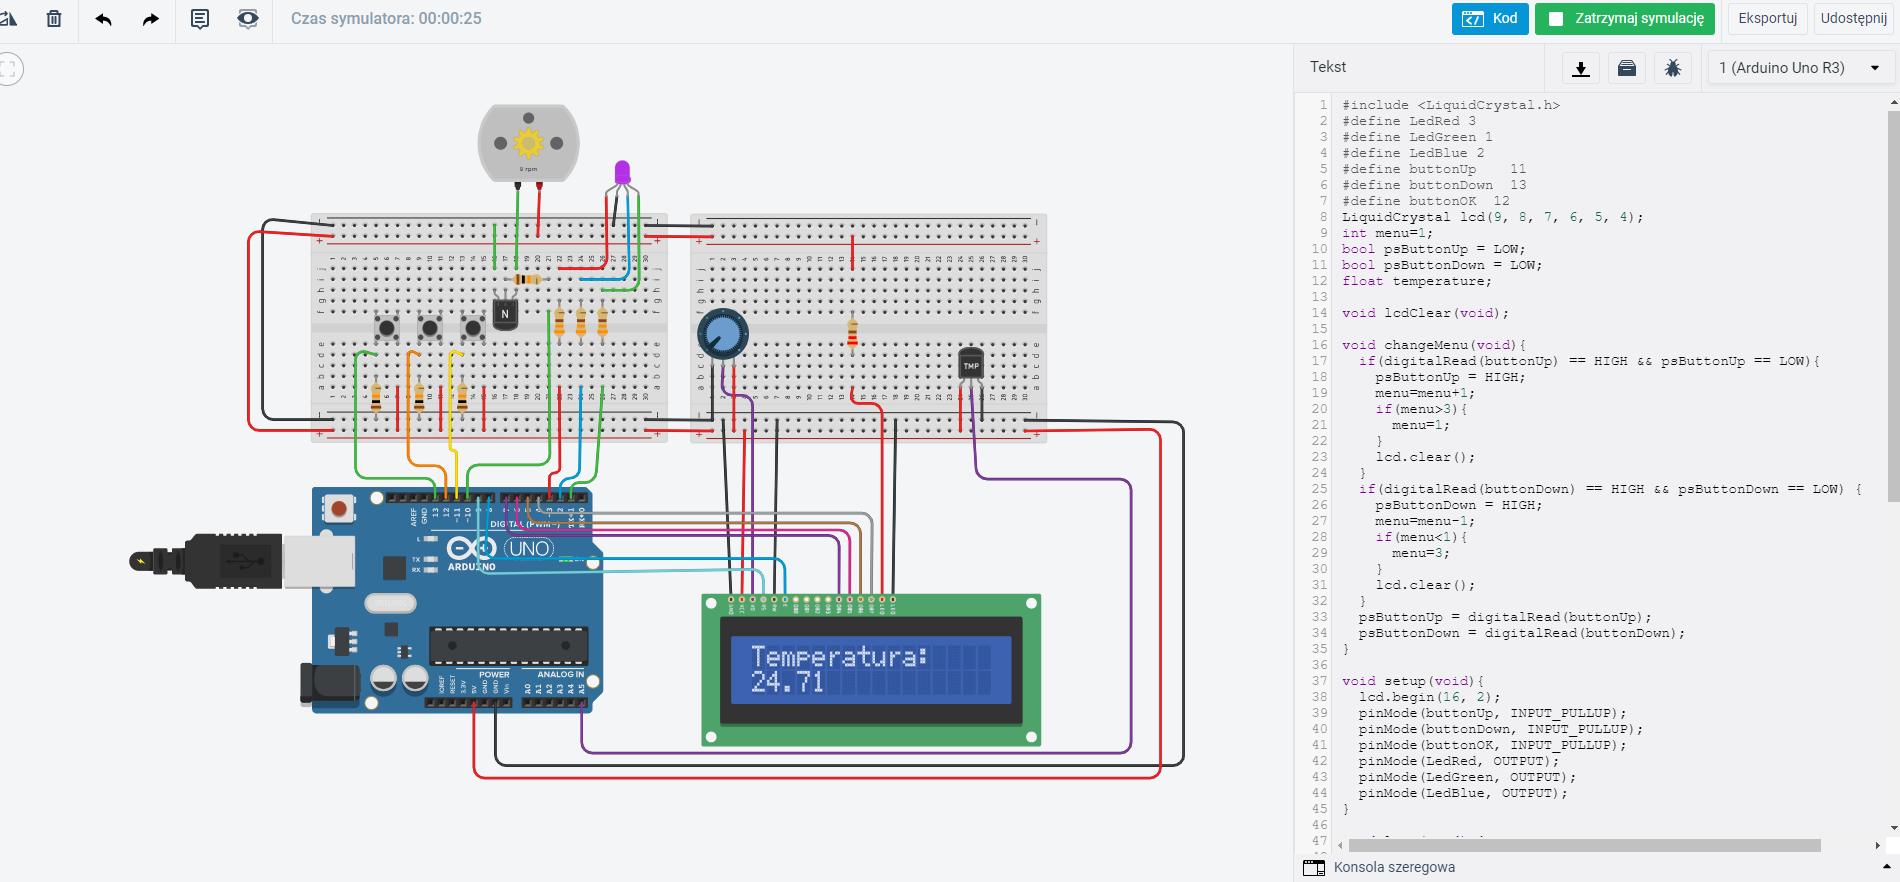 Czas symulatora: 00:00:25
Kod
Zatrzymaj symulację
Eksportuj
Udostępnij
Tekst
1 (Arduino Uno R3)
1 #include <LiquidCrystal.h>
2 #define LedRed 3
3 #define LedGreen 1
4 #define LedBlue 2
5 #define buttonUp    11
6 #define buttonDown  13
7 #define buttonOK  12
8 LiquidCrystal lcd(9, 8, 7, 6, 5, 4);
9 int menu=1;
10 bool psButtonUp = LOW;
11 bool psButtonDown = LOW;
12 float temperature;
13
14 void lcdClear(void);
15
16 void changeMenu(void){
17   if(digitalRead(buttonUp) == HIGH && psButtonUp == LOW){
18     psButtonUp = HIGH;
19     menu=menu+1;
20     if(menu>3){
21       menu=1;
22     }
23     lcd.clear();
24   }
25   if(digitalRead(buttonDown) == HIGH && psButtonDown == LOW) {
26     psButtonDown = HIGH;
27     menu=menu-1;
28     if(menu<1){
29       menu=3;
30     }
31     lcd.clear();
32   }
33   psButtonUp = digitalRead(buttonUp);
34   psButtonDown = digitalRead(buttonDown);
35 }
36
37 void setup(void){
38   lcd.begin(16, 2);
39   pinMode(buttonUp, INPUT_PULLUP);
40   pinMode(buttonDown, INPUT_PULLUP);
41   pinMode(buttonOK, INPUT_PULLUP);
42   pinMode(LedRed, OUTPUT);
43   pinMode(LedGreen, OUTPUT);
44   pinMode(LedBlue, OUTPUT);
45 }
46
47
Konsola szeregowa
9 rpm
N
TMP
AREF
GND
13
12
~11
~10
DIGITAL (PWM
L
TX
RX
UNO
ARDUINO
IOREF
RESET
3.3V
5V
GND
GND
Vin
POWER
ANALOG IN
A0
A1
A2
A3
A4
A5
Temperatura:
24.71